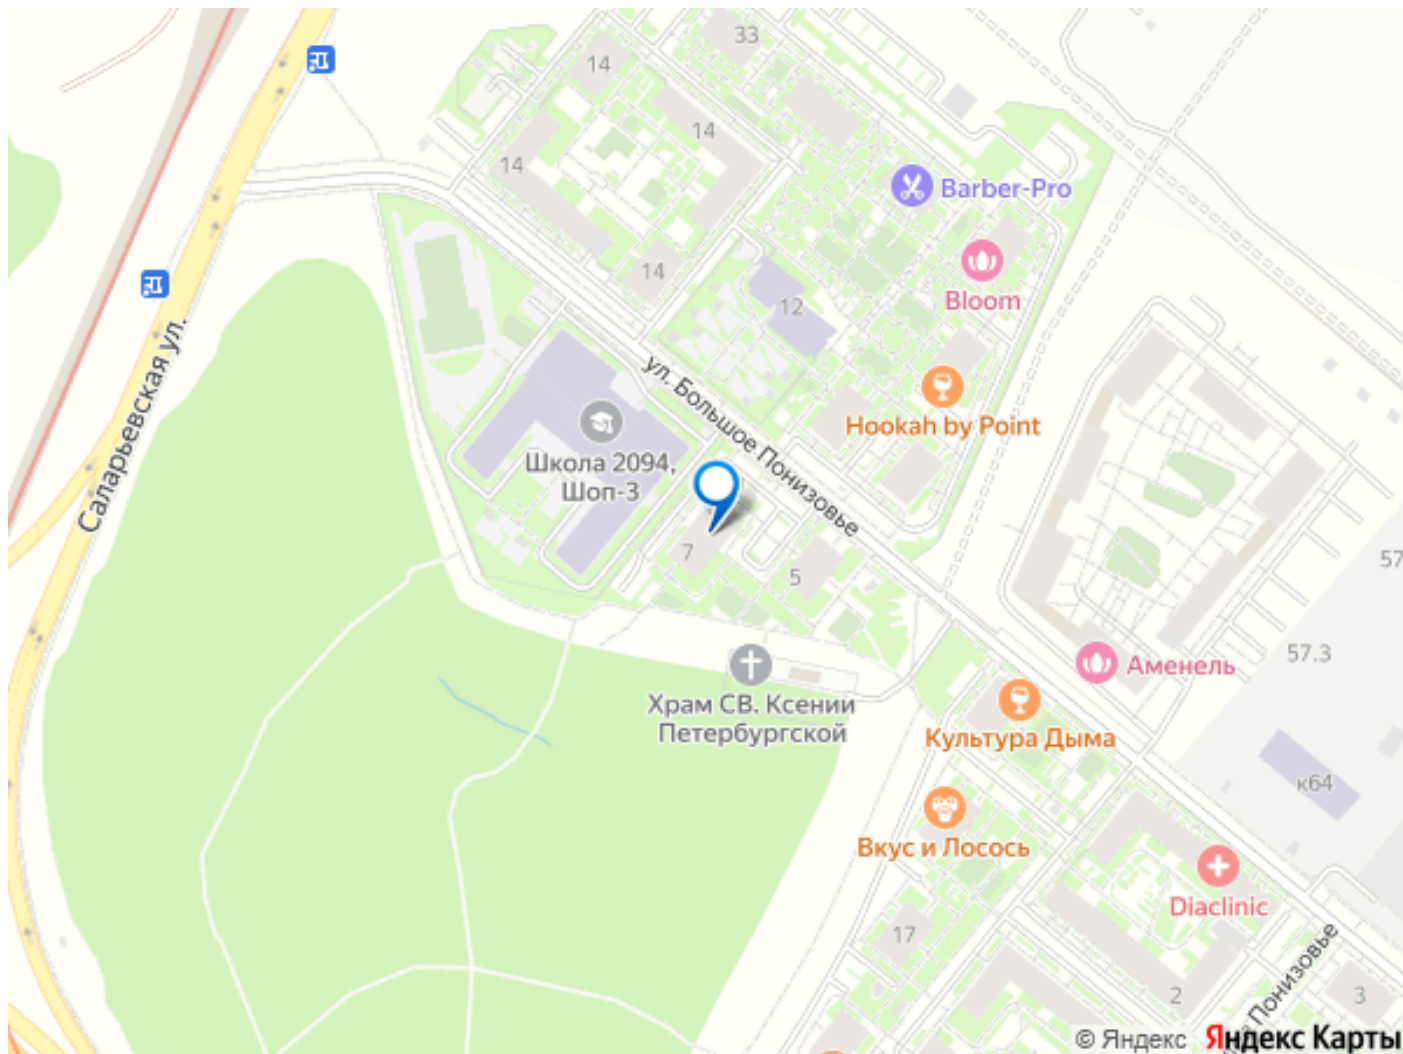 33
14
14
14
Barber-Pro
14
Bloom
12
Саларьевская ул.
ул. Большое Понизовье
Hookah by Point
Школа 2094,
Шоп-3
7
5
57
57.3
Аменель
Храм СВ. Ксении
Петербургской
Культура Дыма
к64
Вкус и Лосось
Diaclinic
17
Понизовье
2
3
© Яндекс Яндекс Карты